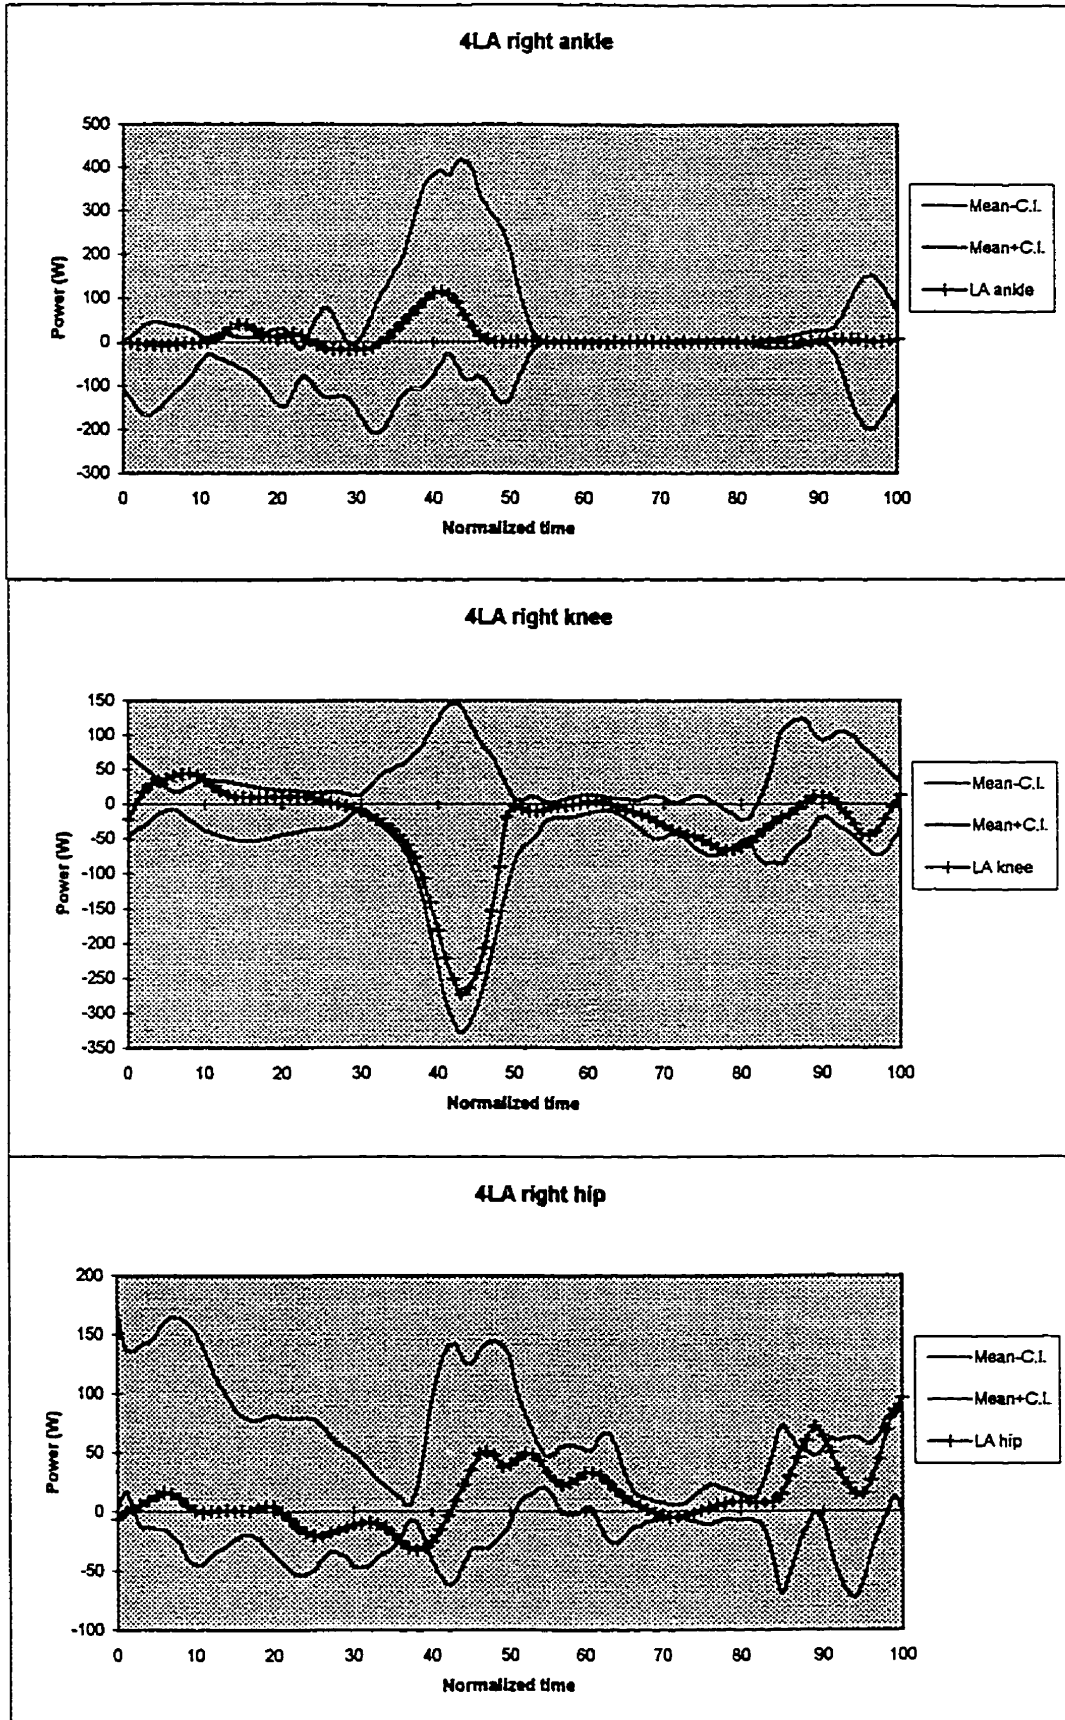 4LA right ankle
500
400
300
200
100
0
-100
-200
-300
Power (W)
0 10 20 30 40 50 60 70 80 90 100
Normalized time
Mean-C.I.
Mean+C.I.
LA ankle
4LA right knee
150
100
50
0
-50
-100
-150
-200
-250
-300
-350
Power (W)
0 10 20 30 40 50 60 70 80 90 100
Normalized time
Mean-C.I.
Mean+C.I.
LA knee
4LA right hip
200
150
100
50
0
-50
-100
Power (W)
0 10 20 30 40 50 60 70 80 90 100
Normalized time
Mean-C.I.
Mean+C.I.
LA hip